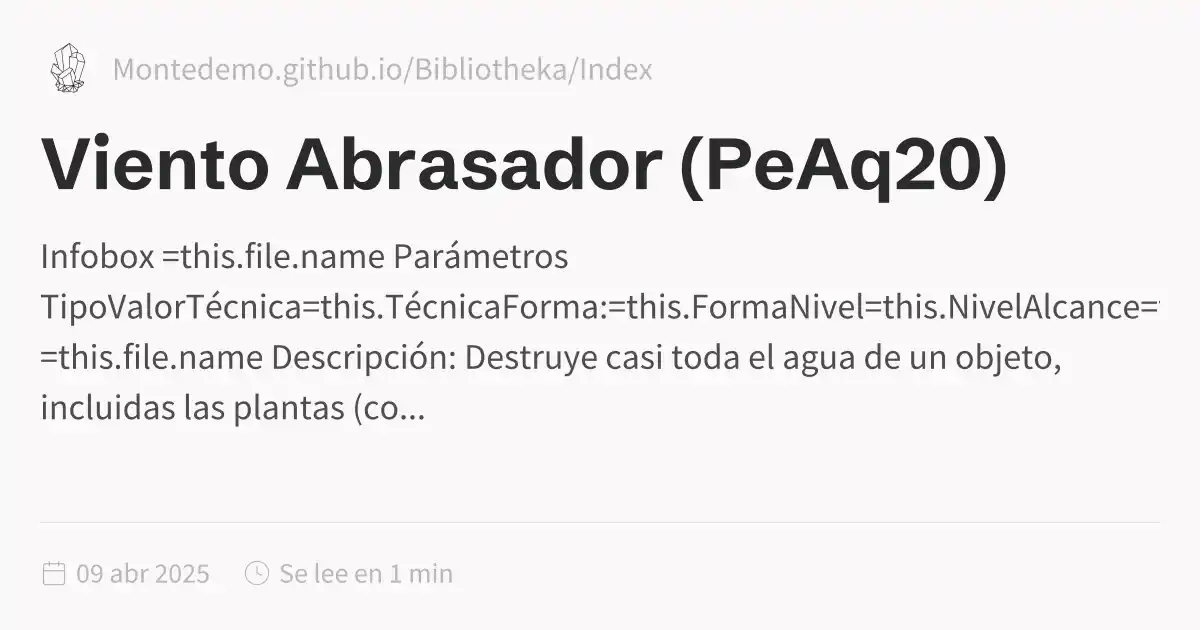 Montedemo.github.io/Bibliotheka/Index
Viento Abrasador (PeAq20)
Infobox =this.file.name Parámetros
TipoValorTécnica=this.TécnicaForma:=this.FormaNivel=this.NivelAlcance=
=this.file.name Descripción: Destruye casi toda el agua de un objeto,
incluidas las plantas (co...
09 abr 2025 Se lee en 1 min